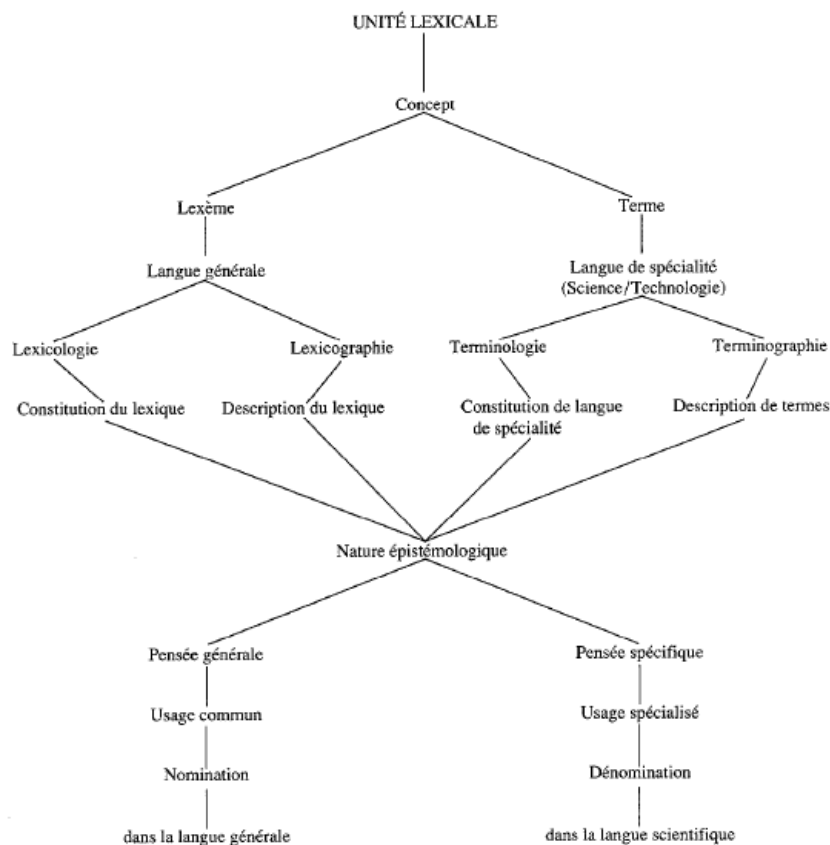 UNITÉ LEXICALE
Concept
Lexème
Terme
Langue générale
Langue de spécialité
(Science/Technologie)
Lexicologie
Lexicographie
Terminologie
Terminographie
Constitution du lexique
Description du lexique
Constitution de langue
de spécialité
Description de termes
Nature épistémologique
Pensée générale
Pensée spécifique
Usage commun
Usage spécialisé
Nomination
Dénomination
dans la langue générale
dans la langue scientifique